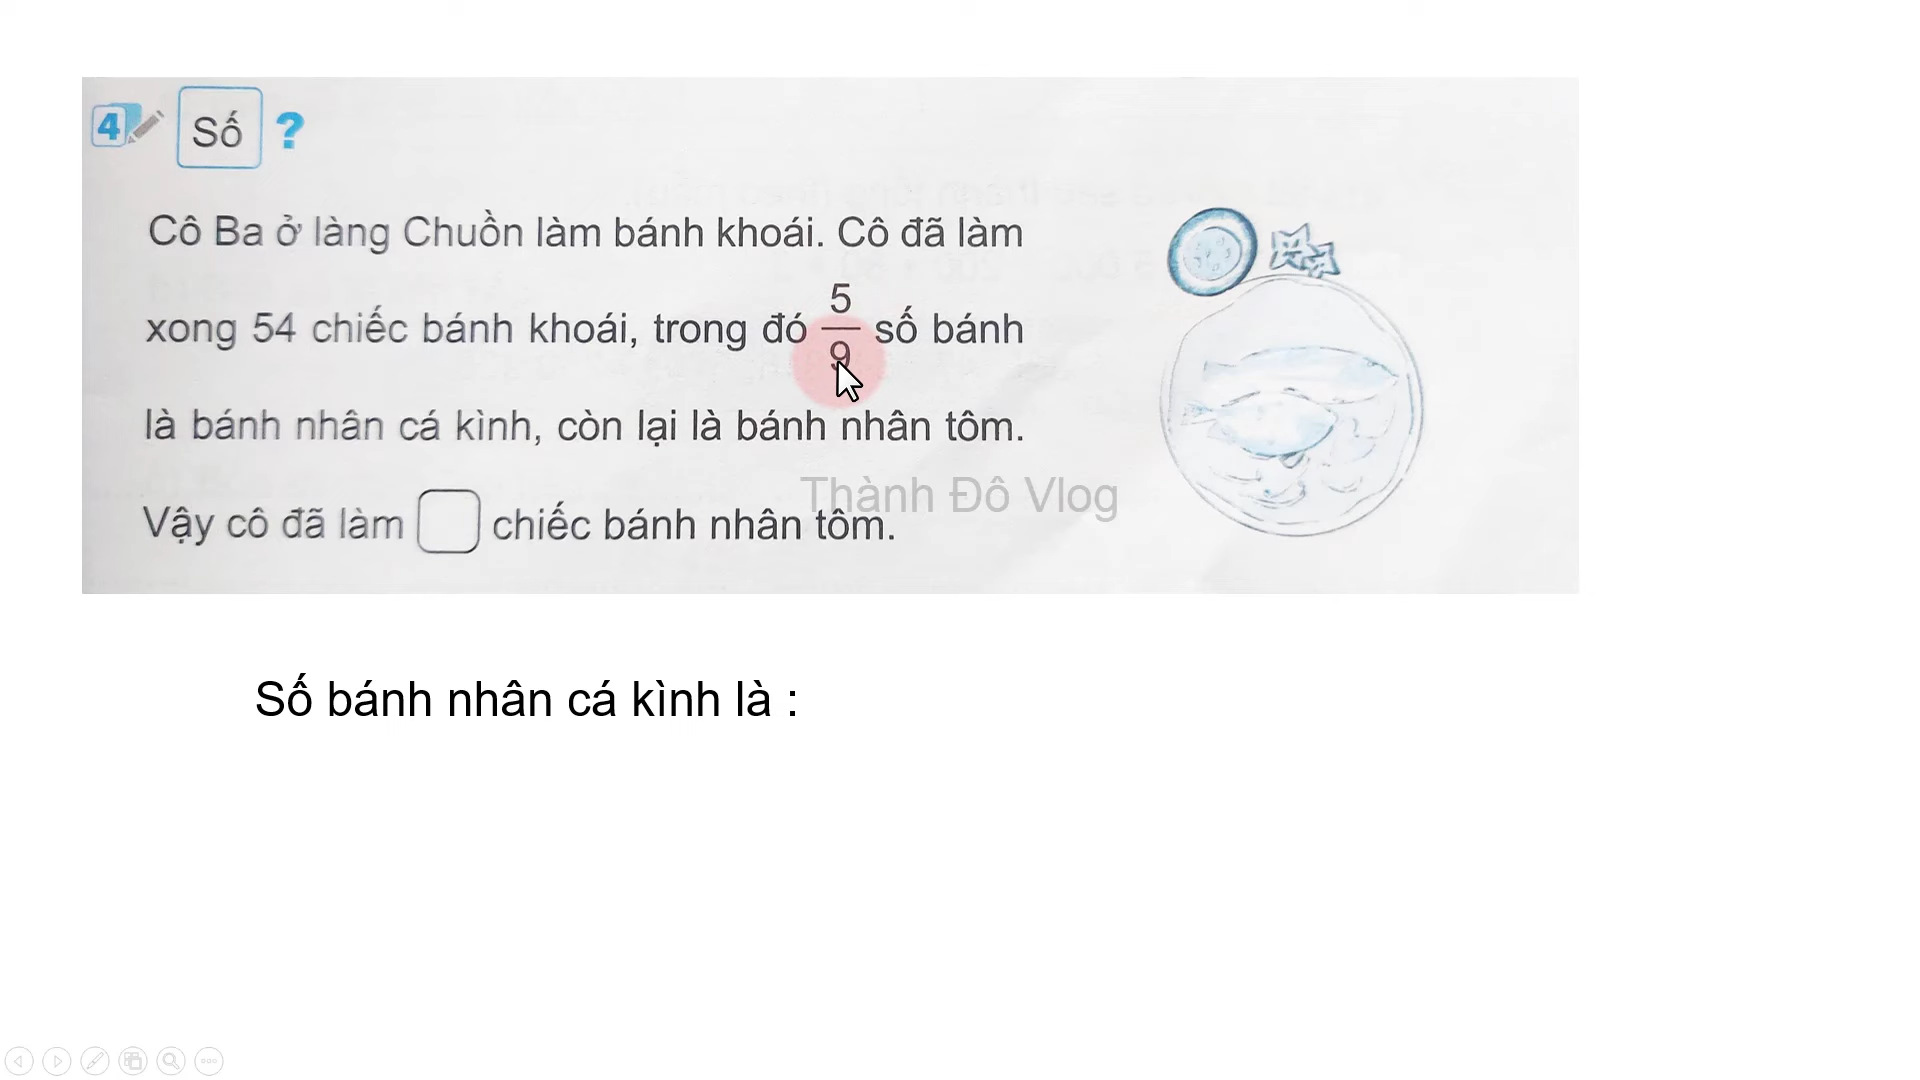 4 Số ?
Cô Ba ở làng Chuồn làm bánh khoái. Cô đã làm
xong 54 chiếc bánh khoái, trong đó 5/9 số bánh
là bánh nhân cá kình, còn lại là bánh nhân tôm.
Thành Đô Vlog
Vậy cô đã làm chiếc bánh nhân tôm.
Số bánh nhân cá kình là :